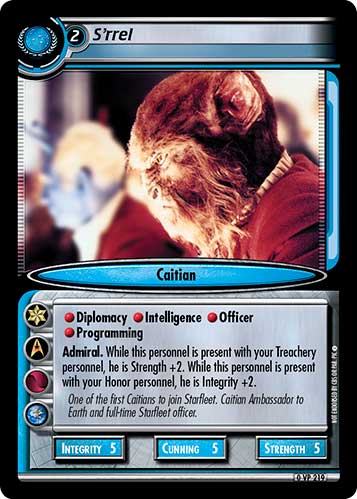 2 S'rrel
Caitian
Diplomacy Intelligence Officer
Programming
Admiral. While this personnel is present with your Treachery
personnel, he is Strength +2. While this personnel is present
with your Honor personnel, he is Integrity +2.
One of the first Caitians to join Starfleet. Caitian Ambassador to
Earth and full-time Starfleet officer.
INTEGRITY 5 CUNNING 5 STRENGTH 5
0 VP 219